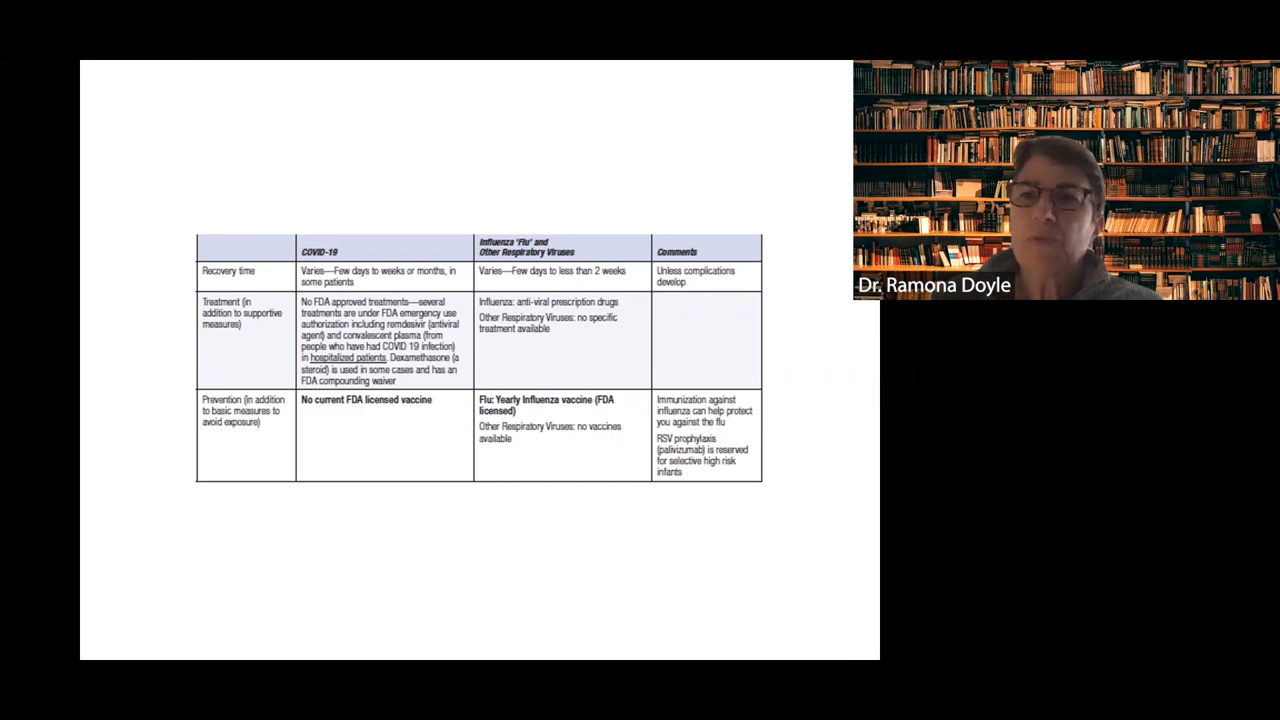 COVID-19
Influenza 'Flu' and
Other Respiratory Viruses
Comments
Recovery time
Varies—Few days to weeks or months, in
some patients
Varies—Few days to less than 2 weeks
Unless complications
develop
Treatment (in
addition to supportive
measures)
No FDA approved treatments—several
treatments are under FDA emergency use
authorization including remdesivir (antiviral
agent) and convalescent plasma (from
people who have had COVID 19 infection)
in hospitalized patients. Dexamethasone (a
steroid) is used in some cases and has an
FDA compounding waiver
Influenza: anti-viral prescription drugs
Other Respiratory Viruses: no specific
treatment available
Prevention (in addition
to basic measures to
avoid exposure)
No current FDA licensed vaccine
Flu: Yearly Influenza vaccine (FDA
licensed)
Other Respiratory Viruses: no vaccines
available
Immunization against
influenza can help protect
you against the flu
RSV prophylaxis
(palivizumab) is reserved
for selective high risk
infants
Dr. Ramona Doyle